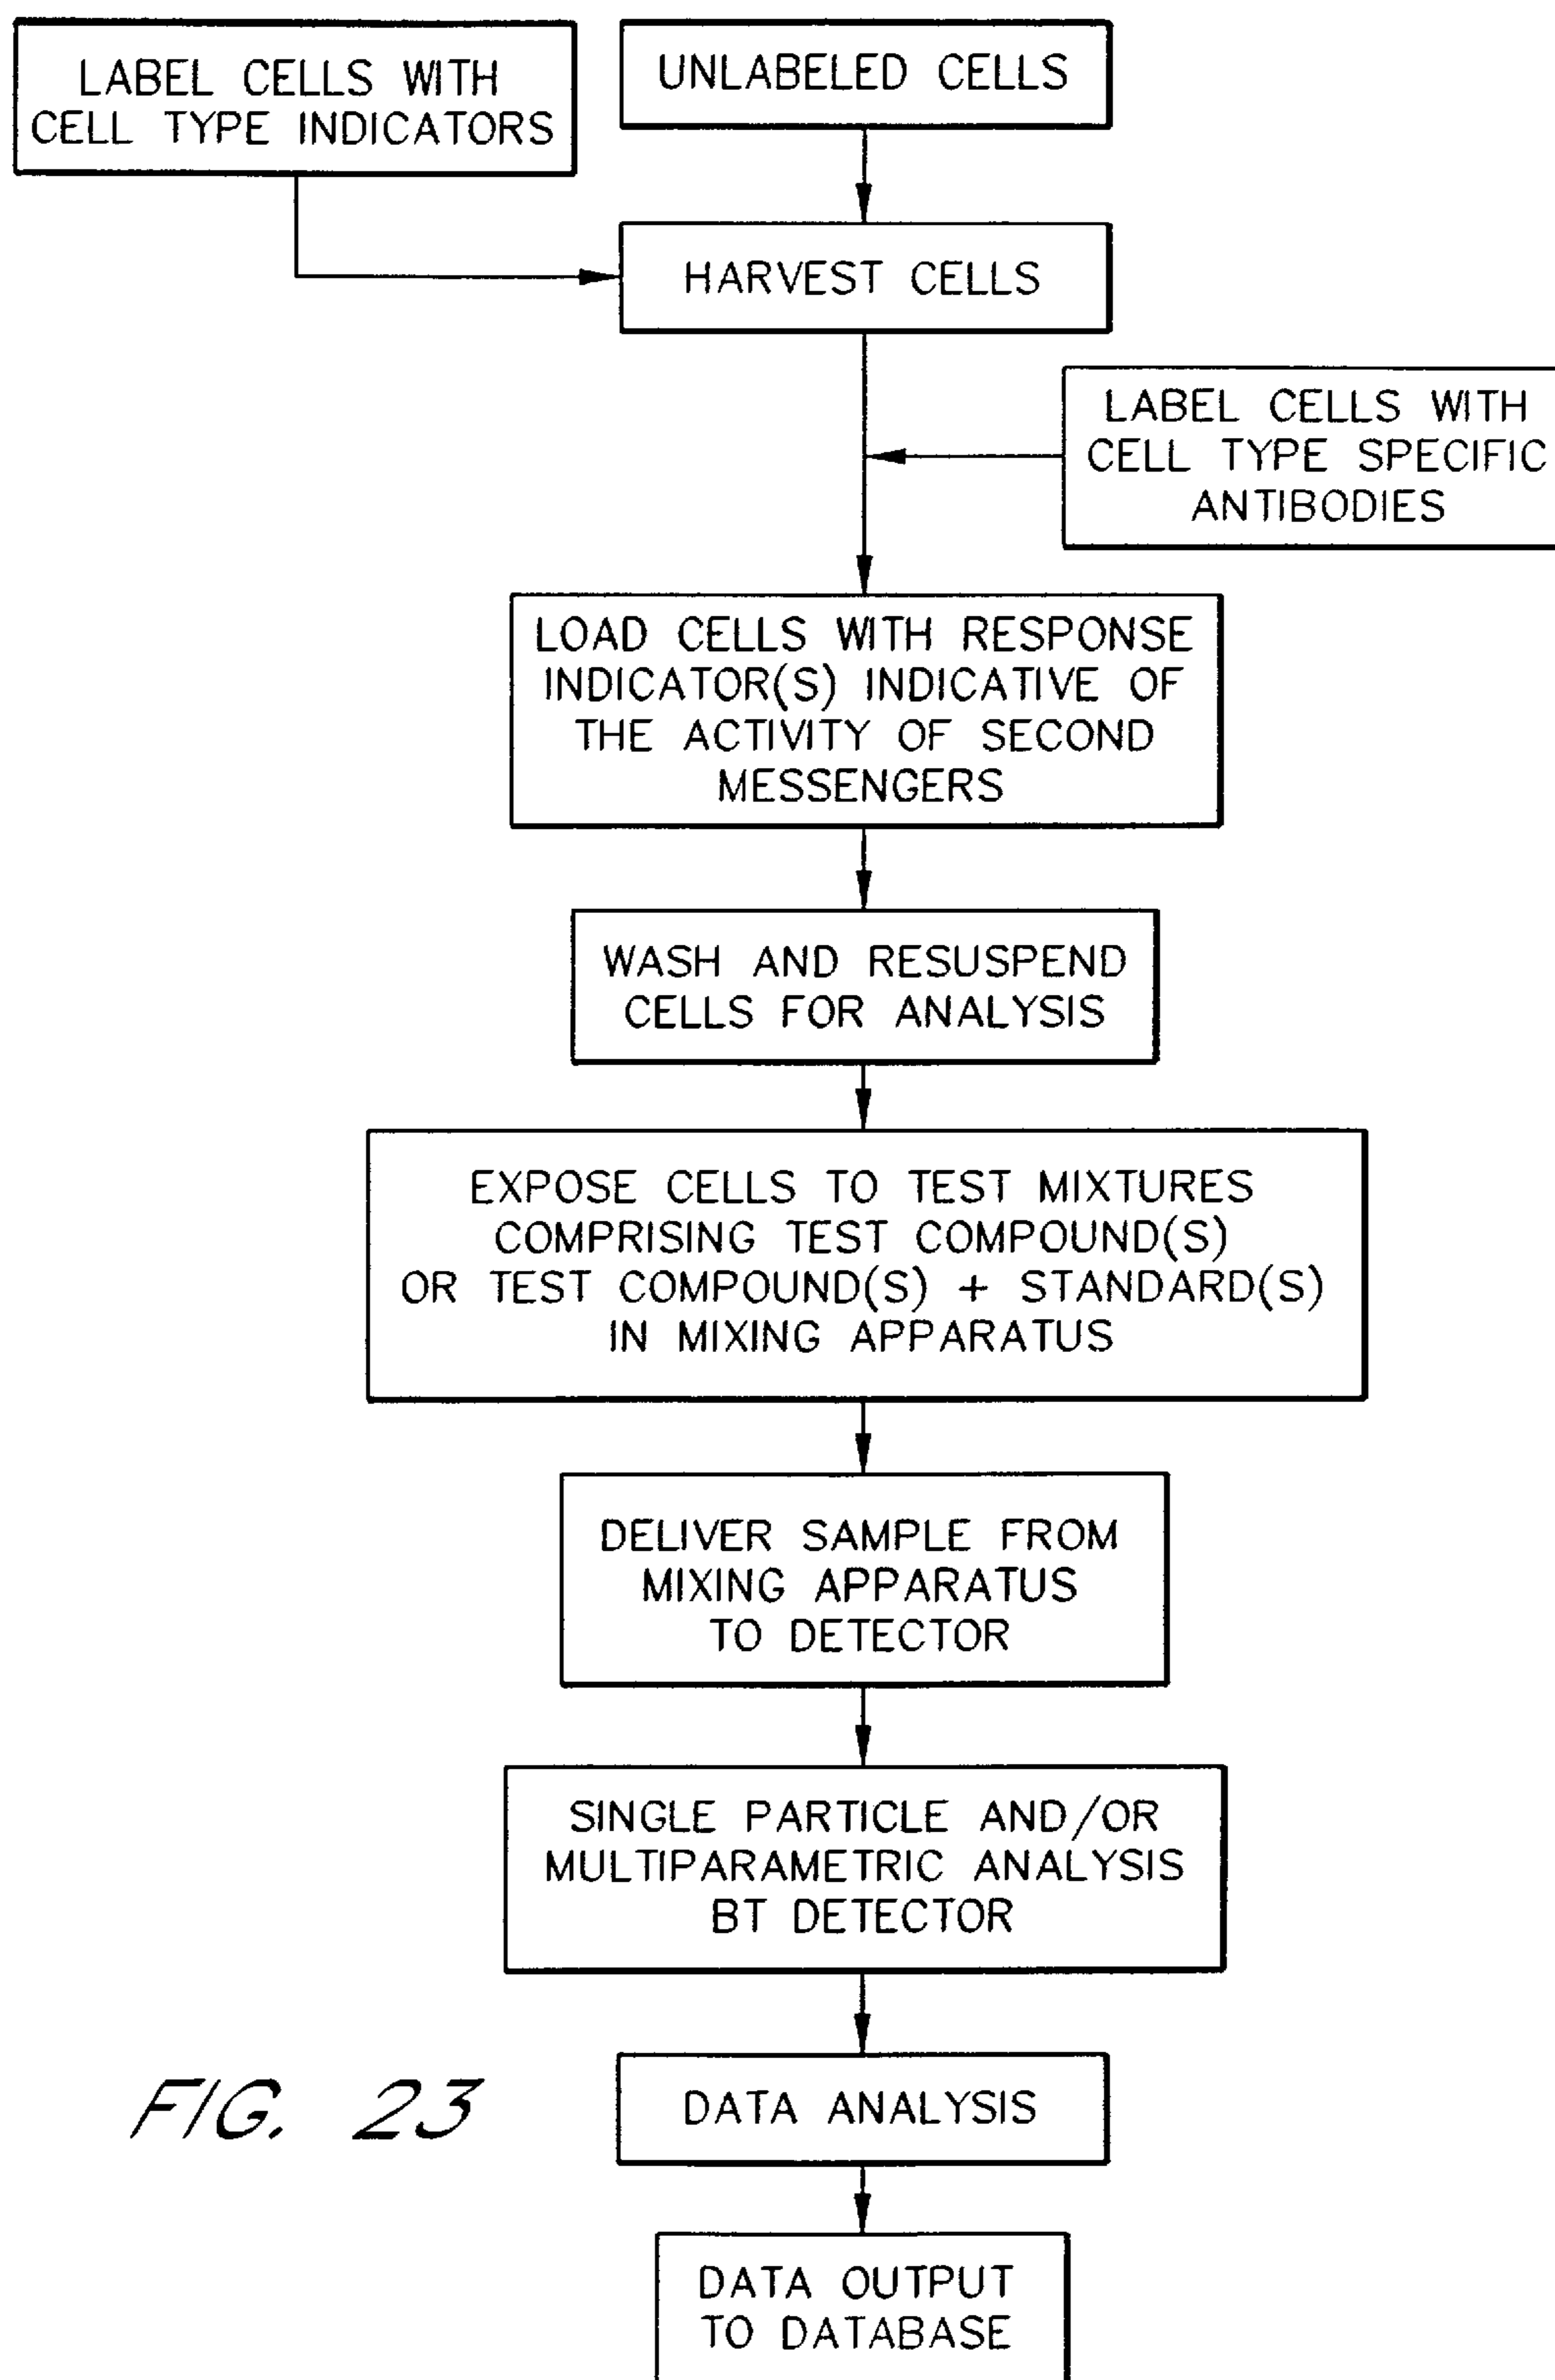 LABEL CELLS WITH
CELL TYPE INDICATORS
UNLABELED CELLS
HARVEST CELLS
LABEL CELLS WITH
CELL TYPE SPECIFIC
ANTIBODIES
LOAD CELLS WITH RESPONSE
INDICATOR(S) INDICATIVE OF
THE ACTIVITY OF SECOND
MESSENGERS
WASH AND RESUSPEND
CELLS FOR ANALYSIS
EXPOSE CELLS TO TEST MIXTURES
COMPRISING TEST COMPOUND(S)
OR TEST COMPOUND(S) + STANDARD(S)
IN MIXING APPARATUS
DELIVER SAMPLE FROM
MIXING APPARATUS
TO DETECTOR
SINGLE PARTICLE AND/OR
MULTIPARAMETRIC ANALYSIS
BT DETECTOR
DATA ANALYSIS
FIG. 23
DATA OUTPUT
TO DATABASE